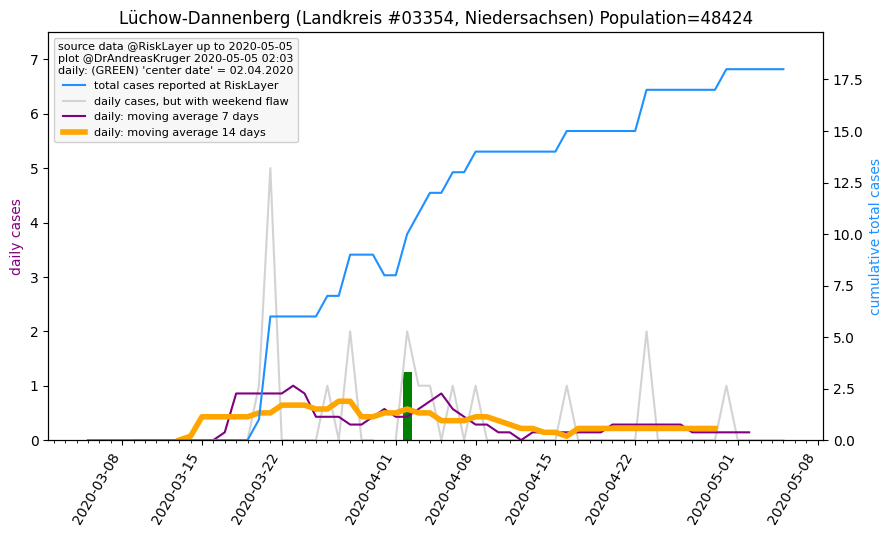 Lüchow-Dannenberg (Landkreis #03354, Niedersachsen) Population=48424
source data @RiskLayer up to 2020-05-05
plot @DrAndreasKruger 2020-05-05 02:03
daily: (GREEN) 'center date' = 02.04.2020
total cases reported at RiskLayer
daily cases, but with weekend flaw
daily: moving average 7 days
daily: moving average 14 days
daily cases
7
6
5
4
3
2
1
0
17.5
15.0
12.5
10.0
7.5
5.0
2.5
0.0
cumulative total cases
2020-03-08
2020-03-15
2020-03-22
2020-04-01
2020-04-08
2020-04-15
2020-04-22
2020-05-01
2020-05-08